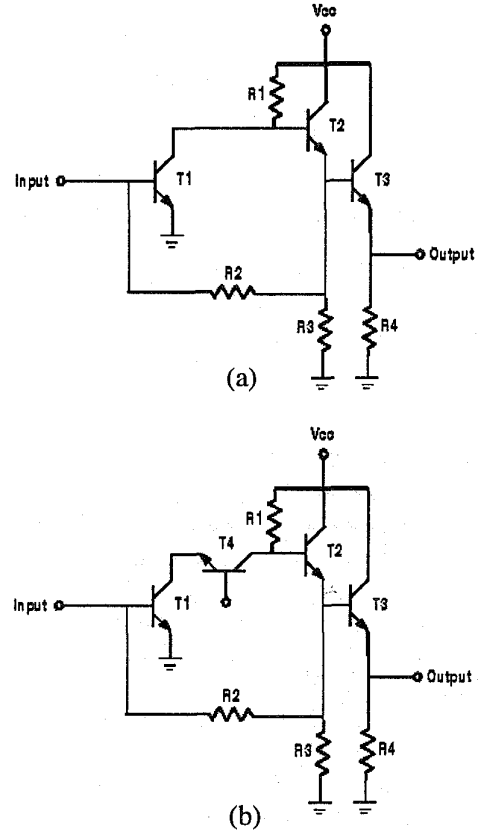 Vcc
R1
T2
Input
T1
T3
Output
R2
R3
R4
(a)
Vcc
R1
T4
T2
Input
T1
T3
Output
R2
R3
R4
(b)